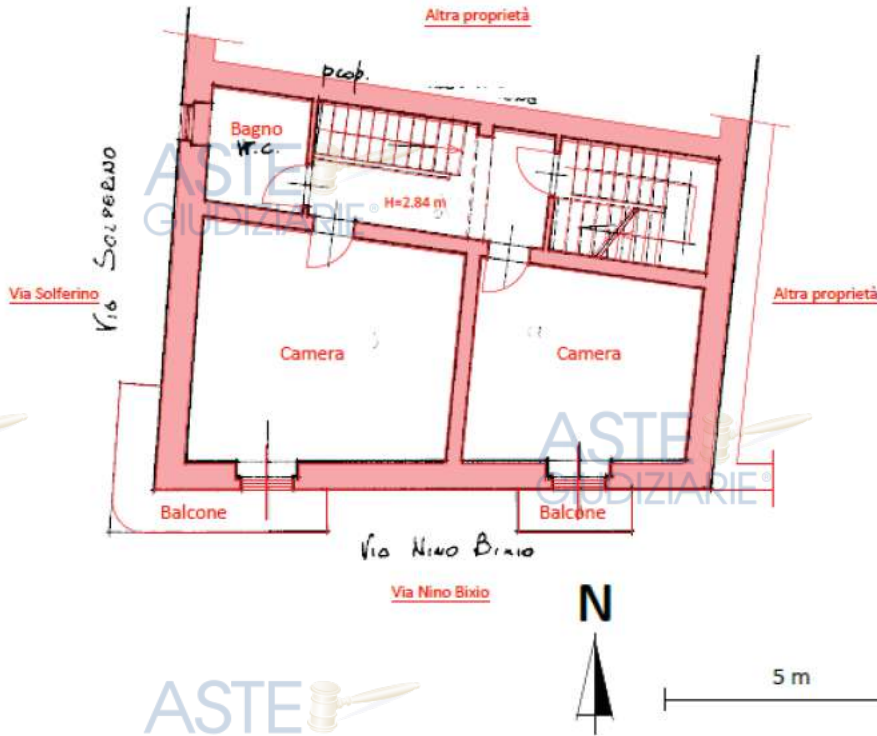 Altra proprietà
prop.
Bagno
W.C.
ASTE
GIUDIZIARIE®
H=2.84 m
Via Solferino
Via SOLFERNO
Altra proprietà
Camera
Camera
ASTE
GIUDIZIARIE®
Balcone
Balcone
Via NINO BIXIO
Via Nino Bixio
N
5 m
ASTE